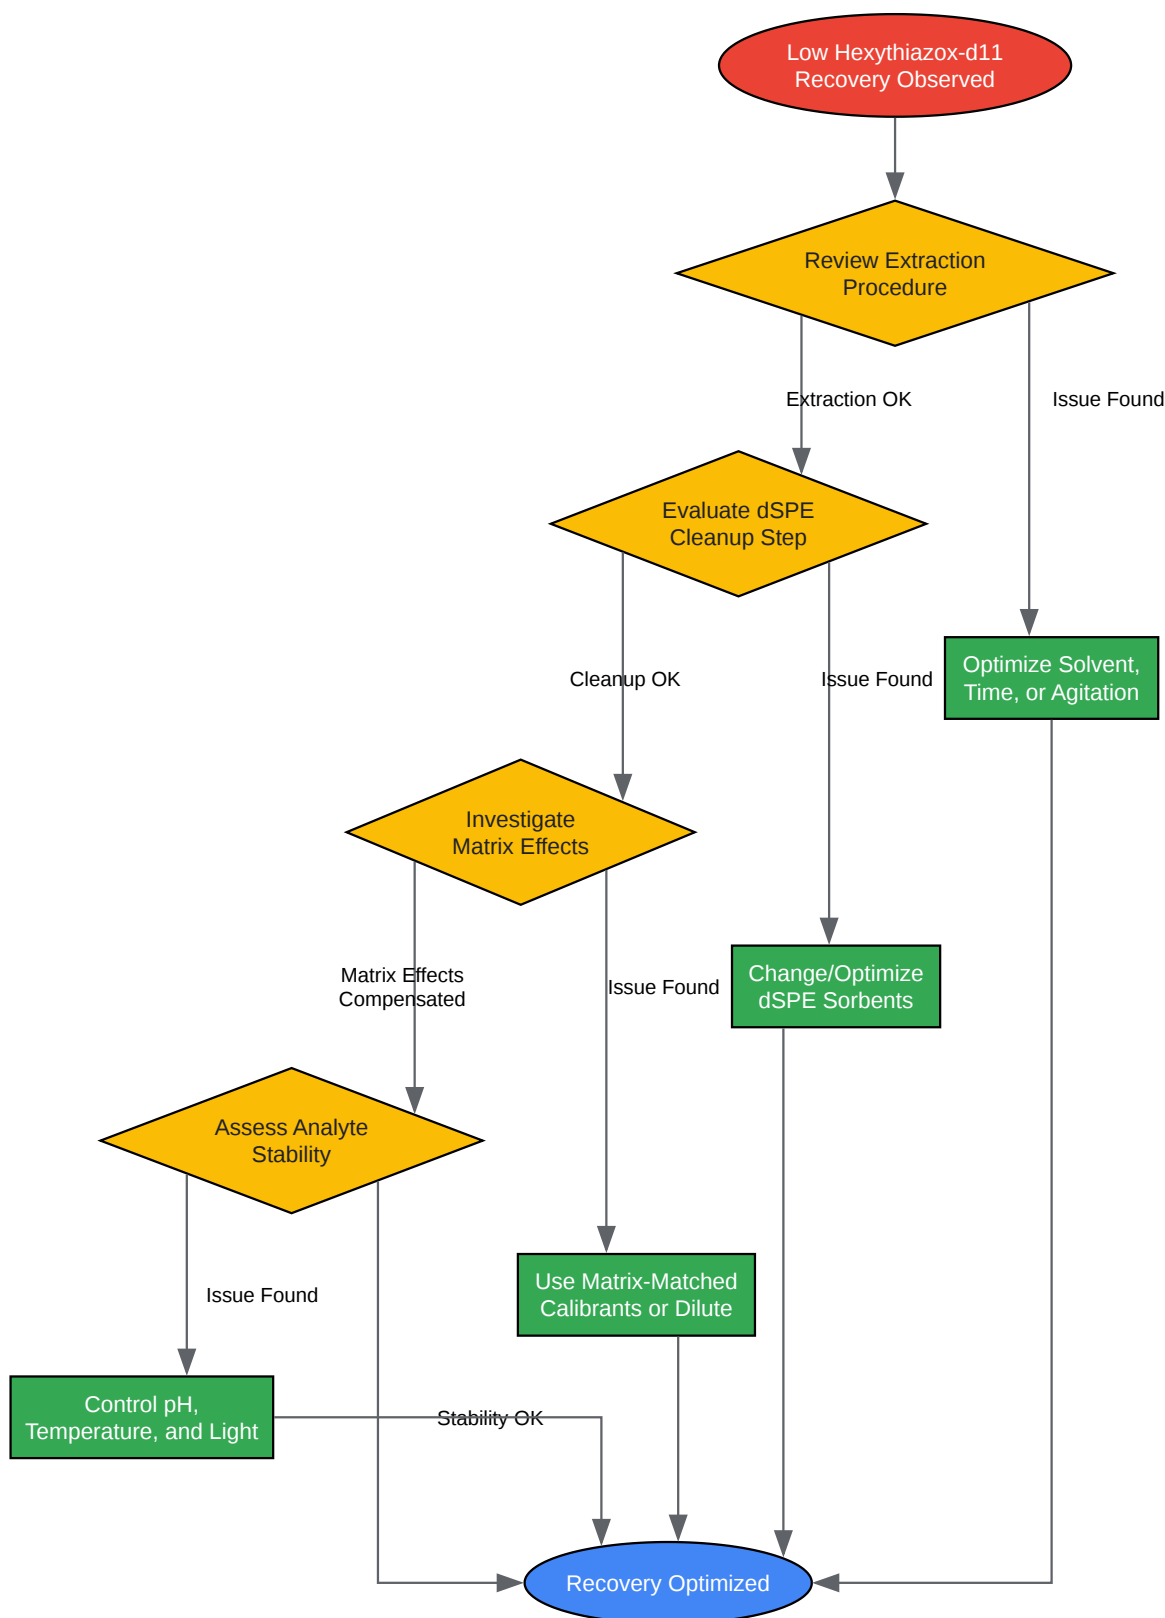 Low Hexythiazox-d11
Recovery Observed
Review Extraction
Procedure
Extraction OK
Issue Found
Evaluate dSPE
Cleanup Step
Cleanup OK
Issue Found
Optimize Solvent,
Time, or Agitation
Investigate
Matrix Effects
Matrix Effects
Compensated
Issue Found
Change/Optimize
dSPE Sorbents
Assess Analyte
Stability
Issue Found
Use Matrix-Matched
Calibrants or Dilute
Control pH,
Temperature, and Light
Stability OK
Recovery Optimized